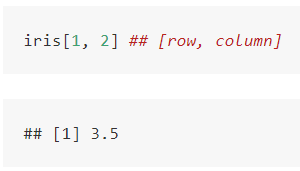 iris[1, 2] ## [row, column]
## [1] 3.5